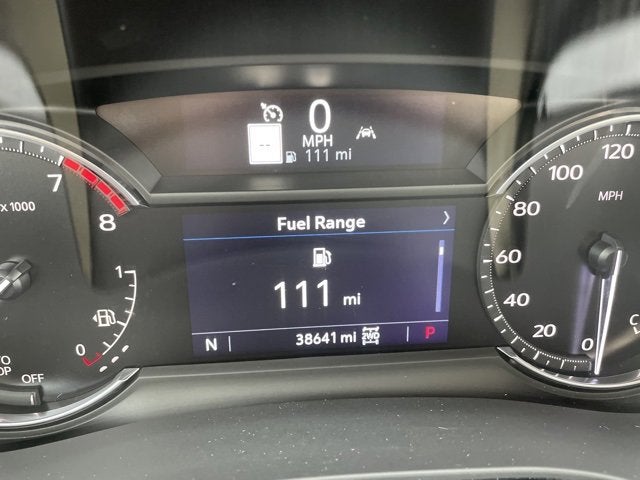 0
MPH
--
111 mi
7
8
x 1000
Fuel Range
111 mi
N
38641 mi 2WD
P
1
0
OFF
120
100
MPH
80
60
40
20
0
C